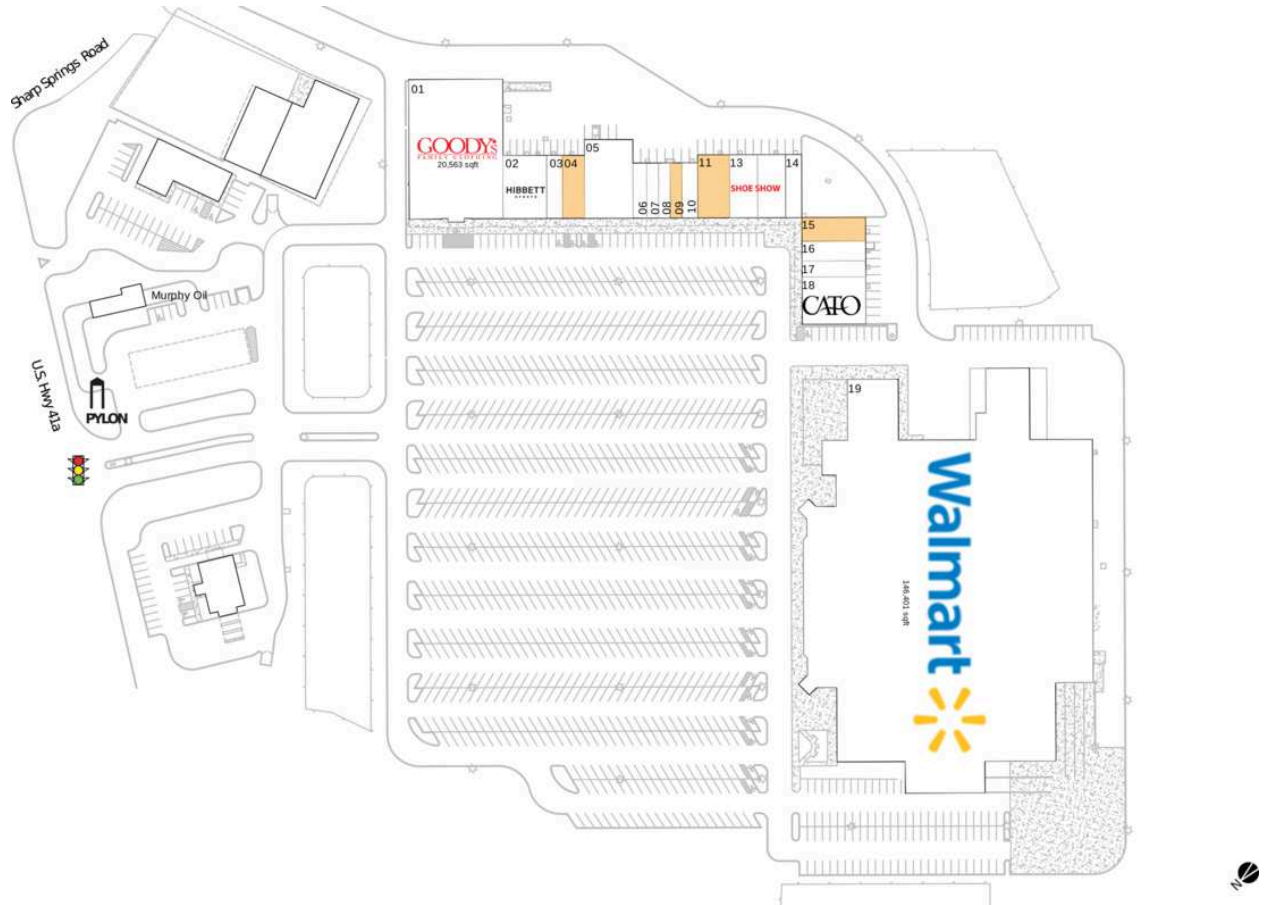 Sharp Springs Road
01
GOODY'S
FAMILY CLOTHING
20,563 sqft
02
HIBBETT
SPORTS
03
04
05
06
07
08
09
10
11
13
SHOE SHOW
14
15
16
17
18
CATO
Murphy Oil
U.S. Hwy 41a
PYLON
19
Walmart
146,401 sqft
N